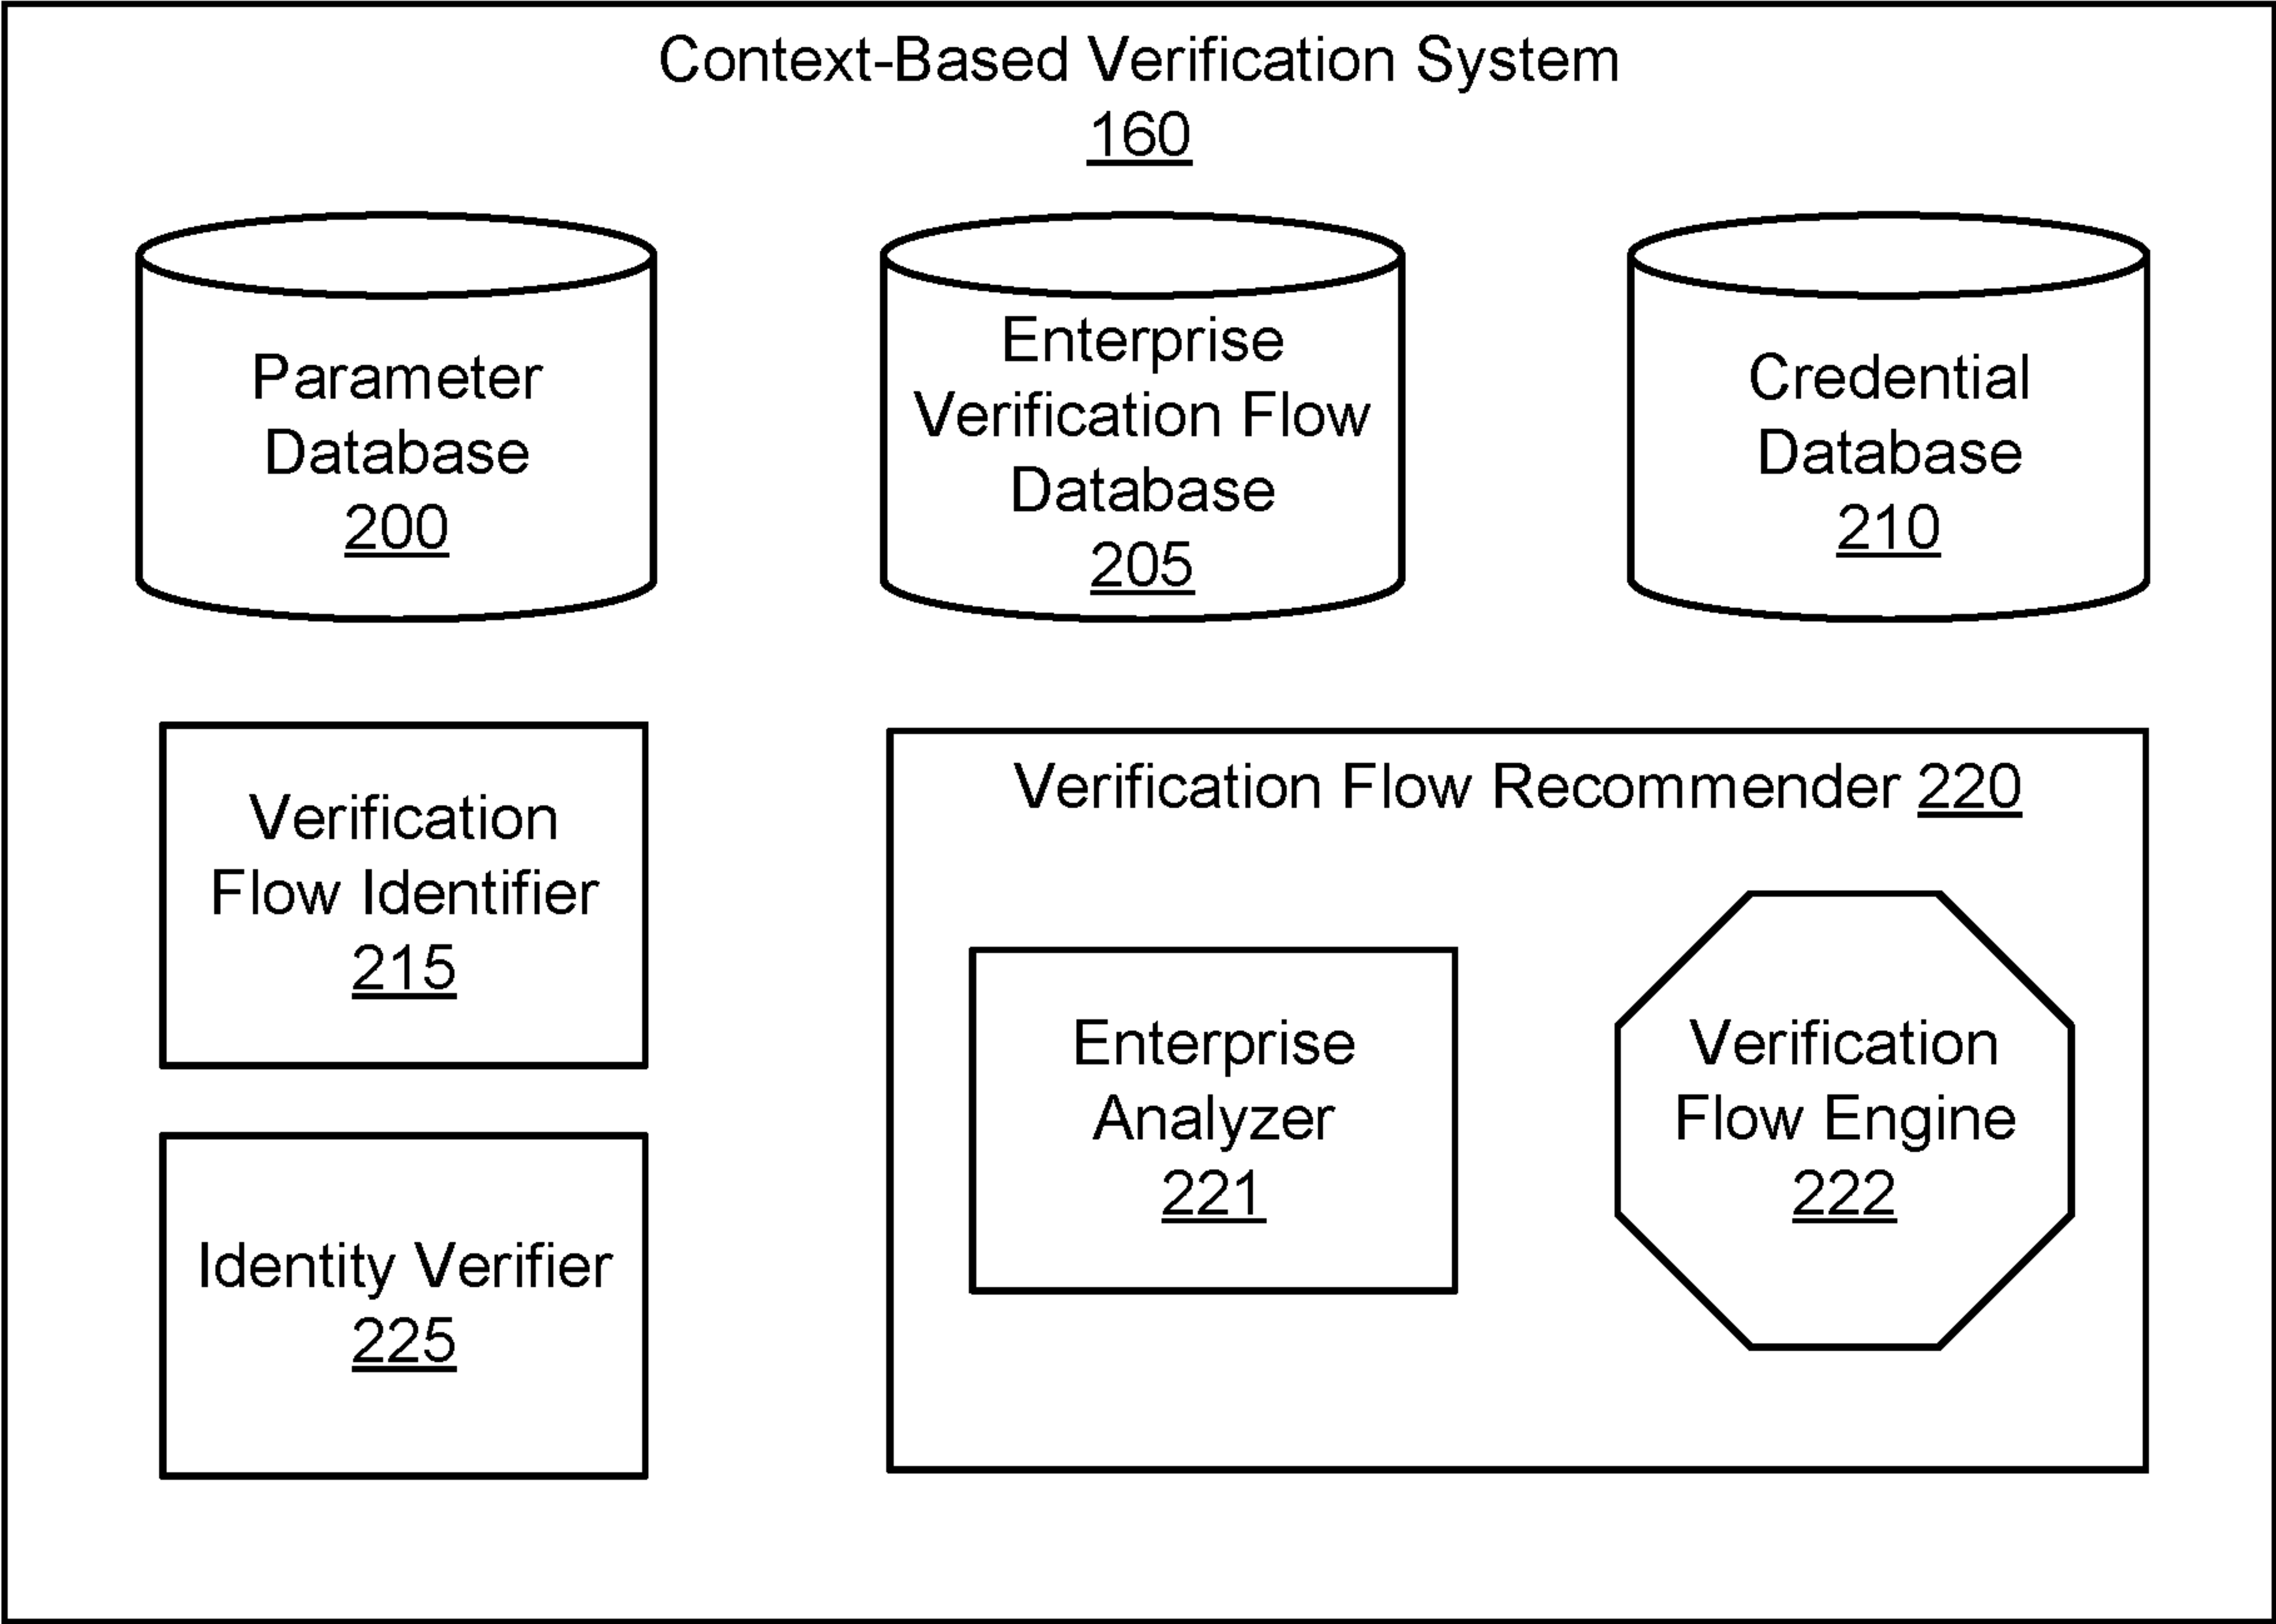 Context-Based Verification System
160
Parameter
Database
200
Enterprise
Verification Flow
Database
205
Credential
Database
210
Verification
Flow Identifier
215
Verification Flow Recommender 220
Enterprise
Analyzer
221
Verification
Flow Engine
222
Identity Verifier
225